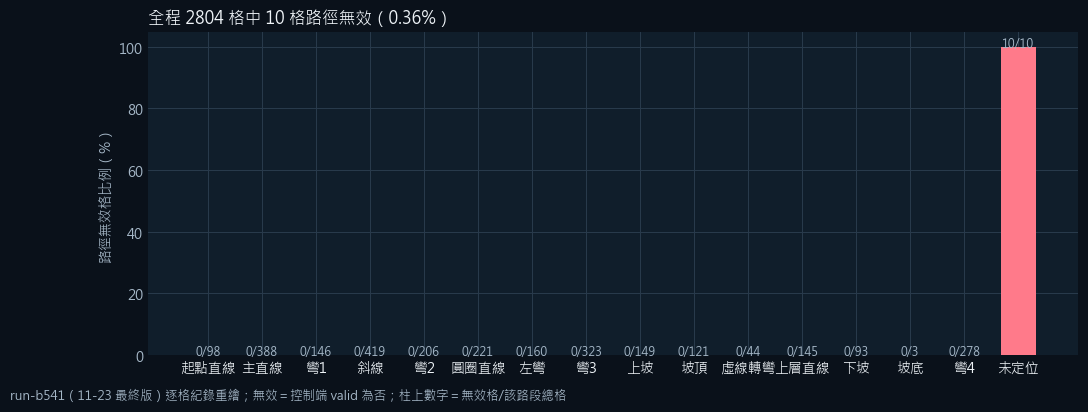 全程 2804 格中 10 格路徑無效（0.36%）
路徑無效格比例（%）
100
80
60
40
20
0
0/98 0/388 0/146 0/419 0/206 0/221 0/160 0/323 0/149 0/121 0/44 0/145 0/93 0/3 0/278 10/10
起點直線 主直線 彎1 斜線 彎2 圓圈直線 左彎 彎3 上坡 坡頂 虛線轉彎 上層直線 下坡 坡底 彎4 未定位
run-b541（11-23 最終版）逐格紀錄重繪；無效＝控制端 valid 為否；柱上數字＝無效格/該路段總格